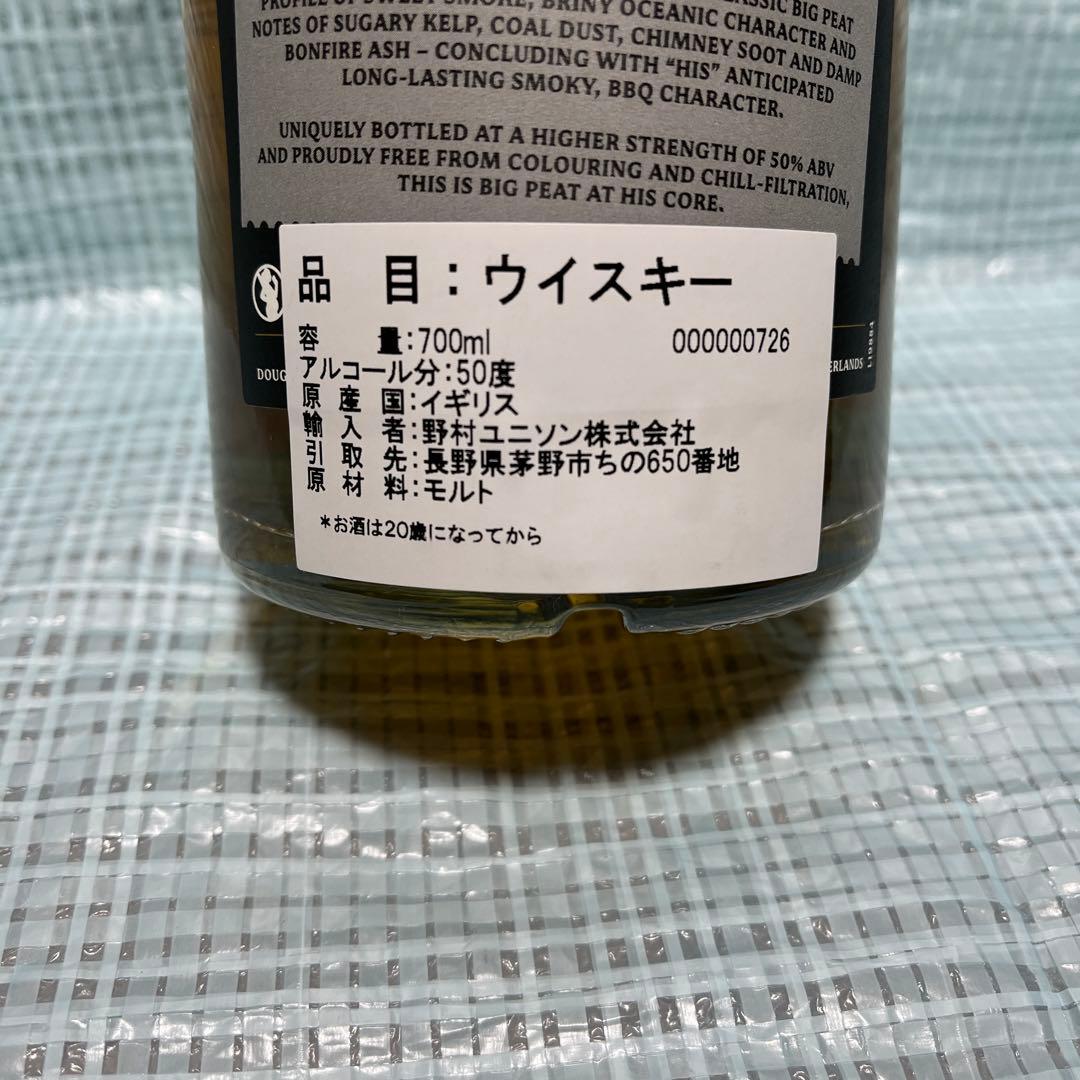 PROFILE OF SWEET SMOKE, BRINY OCEANIC CHARACTER AND
CLASSIC BIG PEAT
NOTES OF SUGARY KELP, COAL DUST, CHIMNEY SOOT AND DAMP
BONFIRE ASH – CONCLUDING WITH “HIS” ANTICIPATED
LONG-LASTING SMOKY, BBQ CHARACTER.
UNIQUELY BOTTLED AT A HIGHER STRENGTH OF 50% ABV
AND PROUDLY FREE FROM COLOURING AND CHILL-FILTRATION,
THIS IS BIG PEAT AT HIS CORE.
品 目：ウイスキー
容 量：700ml 000000726
アルコール分：50度
原 産 国：イギリス
輸 入 者：野村ユニソン株式会社
引 取 先：長野県茅野市ちの650番地
原 材 料：モルト
＊お酒は20歳になってから
DOUG
ERLANDS
L19884